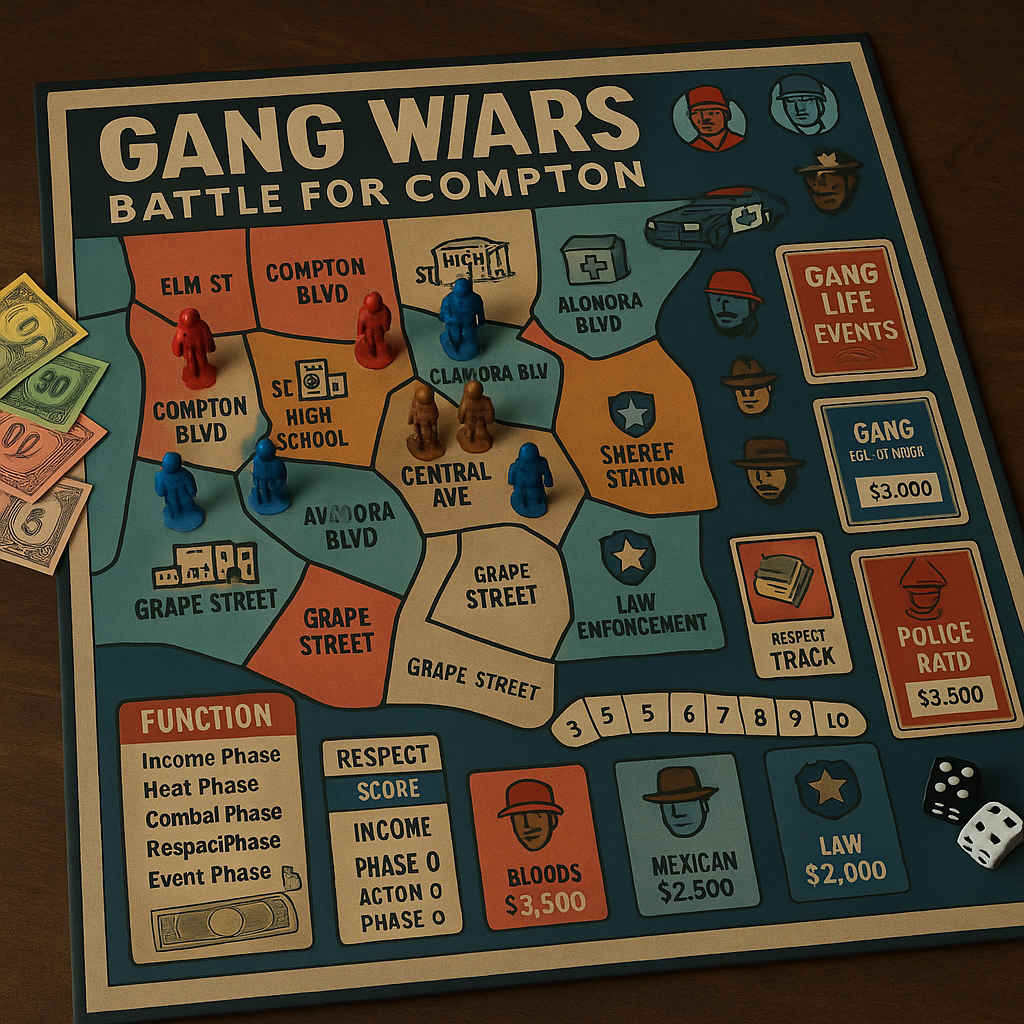 GANG WARS
BATTLE FOR COMPTON
ELM ST
COMPTON
BLVD
ST
HIGH
ALONORA
BLVD
GANG
LIFE
EVENTS
COMPTON
BLVD
HIGH
SCHOOL
CLAMORA BLV
CENTRAL
AVE
SHEREF
STATION
GANG
$3.000
BLVD
GRAPE STREET
GRAPE
STREET
GRAPE
STREET
GRAPE STREET
LAW
ENFONCEMENT
RESPECT
TRACK
POLICE
RATD
$3.500
3 5 5 6 7 8 9 LO
FUNCTION
Income Phase
Heat Phase
Combal Phase
RespaciPhase
Event Phase
RESPECT
SCORE
INCOME
PHASE O
ACTON O
PHASE O
BLOODS
$3,500
MEXICAN
$2.500
LAW
$2,000